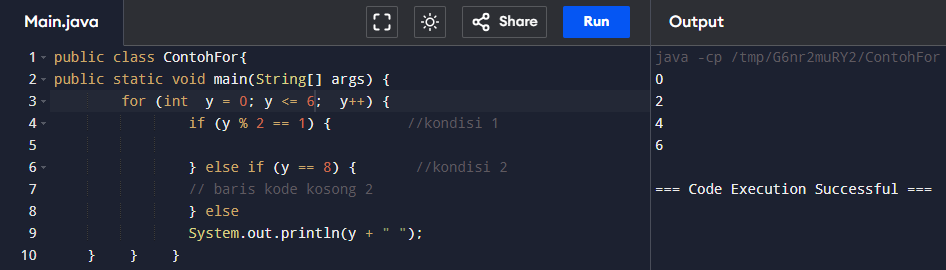 Main.java
Share
Run
Output
1 public class ContohFor{
2 public static void main(String[] args) {
3 for (int  y = 0; y <= 6;  y++) {
4 if (y % 2 == 1) { //kondisi 1
5
6 } else if (y == 8) { //kondisi 2
7 // baris kode kosong 2
8 } else
9 System.out.println(y + " ");
10 } } }
java -cp /tmp/G6nr2muRY2/ContohFor
0
2
4
6
=== Code Execution Successful ===